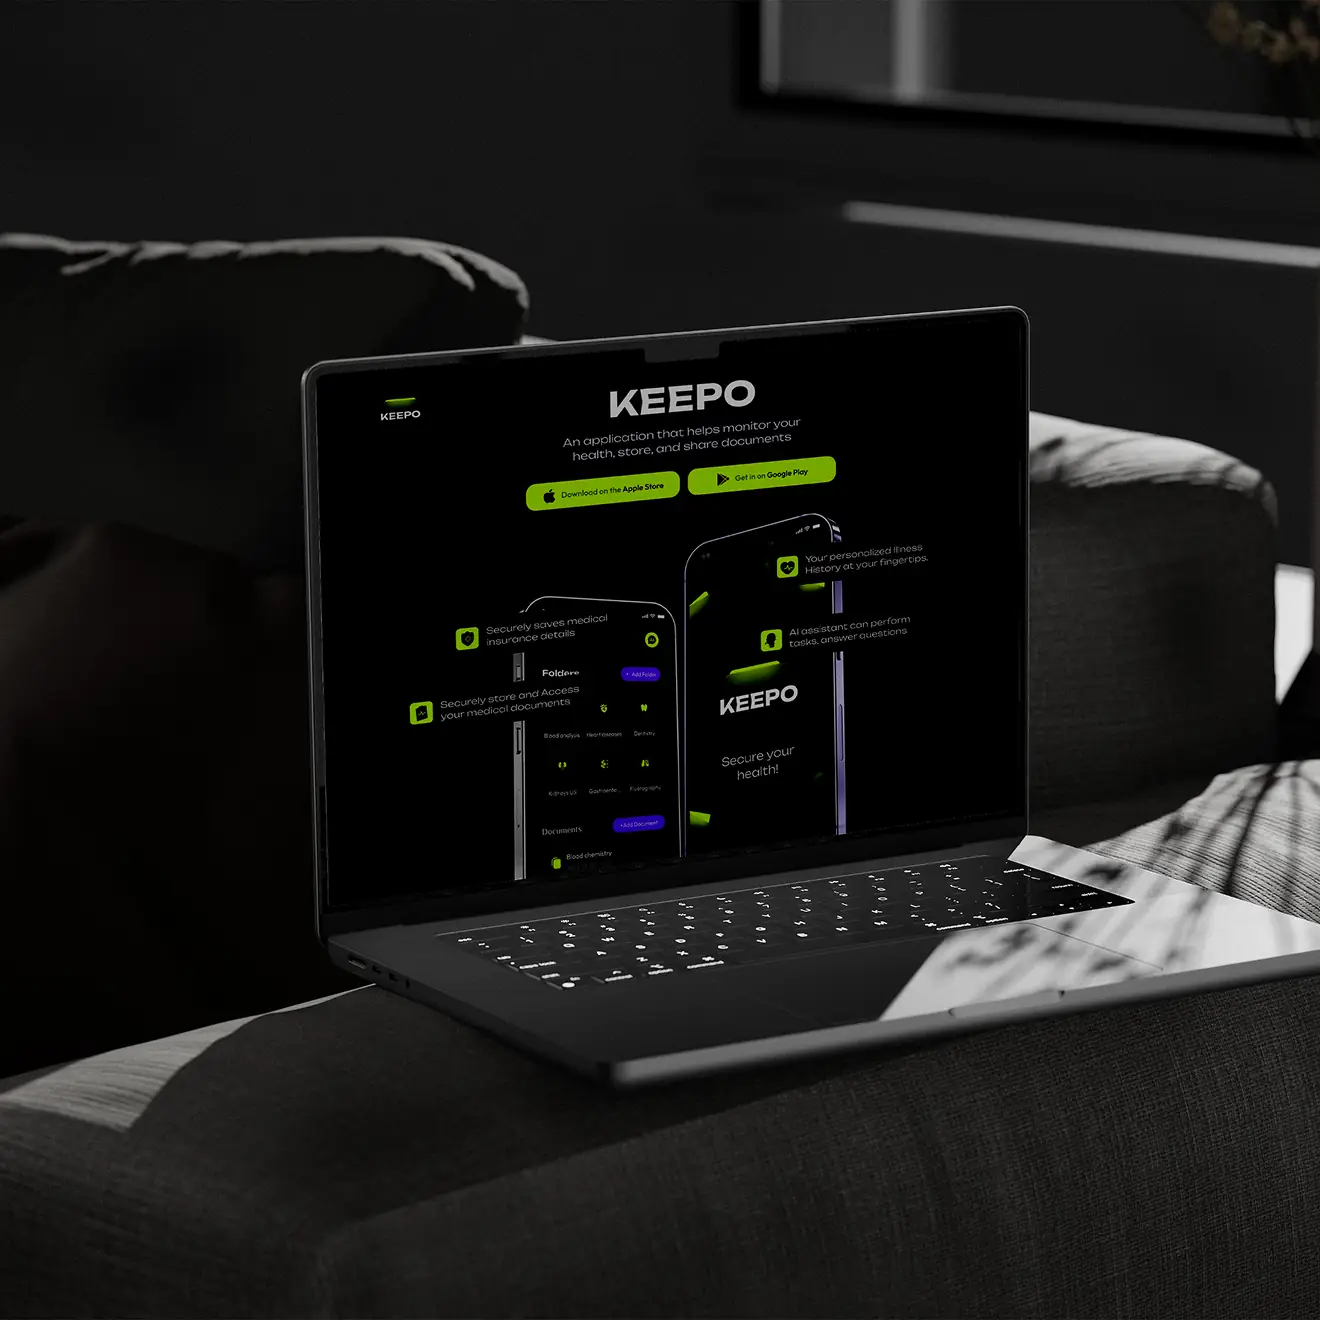 KEEPO
KEEPO
An application that helps monitor your
health, store, and share documents
Download on the Apple Store
Get in on Google Play
Your personalized Illness
History at your fingertips.
Securely saves medical
insurance details
AI assistant can perform
tasks, answer questions
Folders
+ Add Folder
Securely store and Access
your medical documents
KEEPO
Blood analysis
Heart diseases
Dentistry
Secure your
health!
Kidneys US
Gastroente...
Fluorography
Documents
+Add Document
Blood chemistry